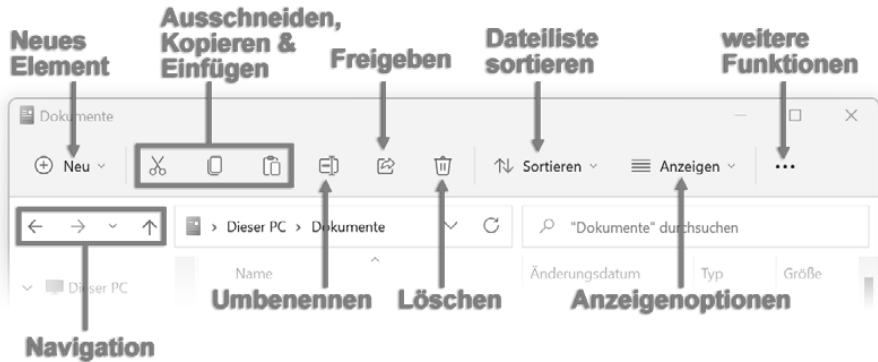 Neues
Element
Ausschneiden,
Kopieren &
Einfügen
Freigeben
Dateiliste
sortieren
weitere
Funktionen
Dokumente
Neu
Sortieren
Anzeigen
Dieser PC > Dokumente
"Dokumente" durchsuchen
Name
Änderungsdatum
Typ
Größe
Dieser PC
Umbenennen
Löschen
Anzeigenoptionen
Navigation